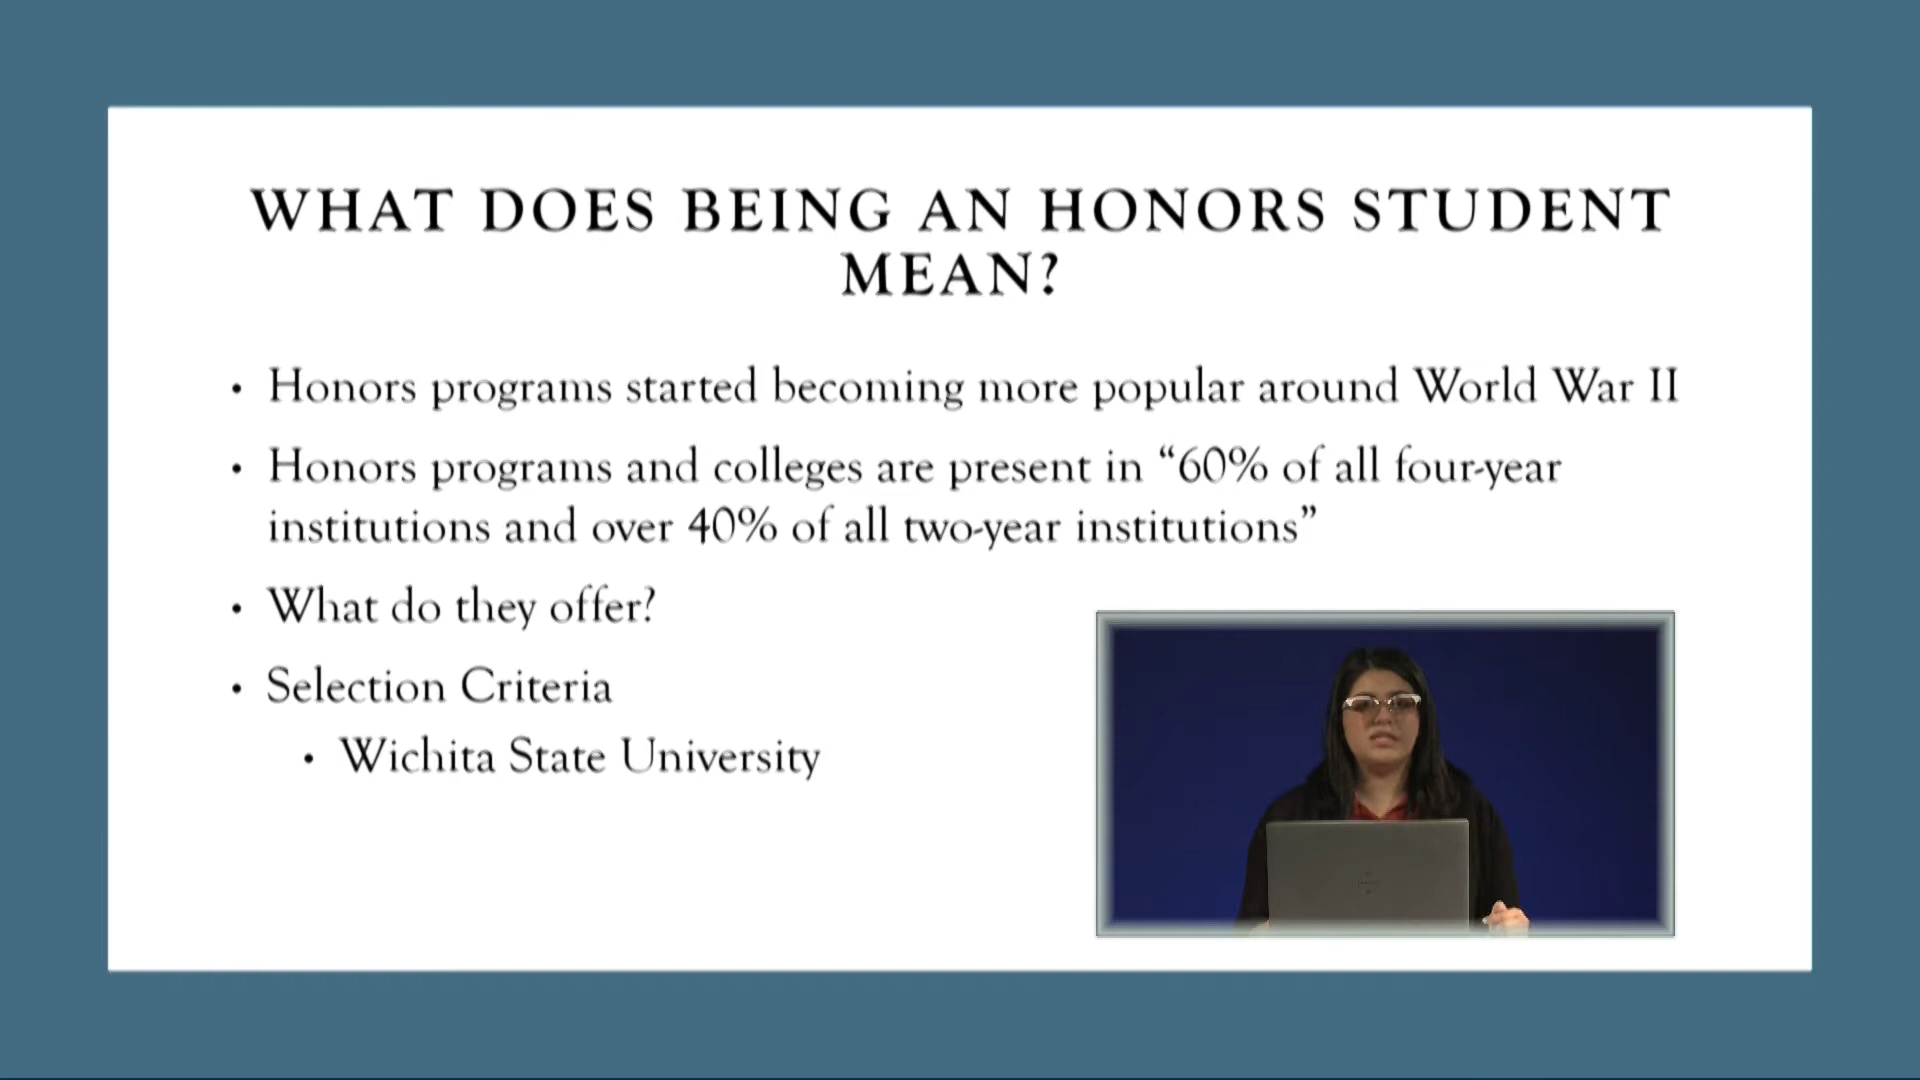 WHAT DOES BEING AN HONORS STUDENT
MEAN?
• Honors programs started becoming more popular around World War II
• Honors programs and colleges are present in “60% of all four-year
institutions and over 40% of all two-year institutions”
• What do they offer?
• Selection Criteria
• Wichita State University